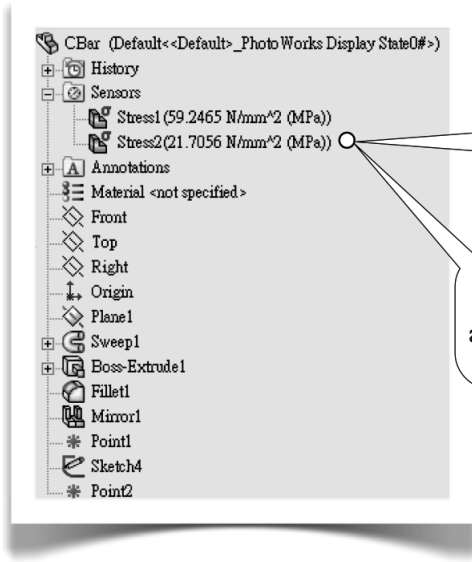 CBar (Default<<Default>_PhotoWorks Display State0#>)
History
Sensors
Stress1(59.2465 N/mm^2 (MPa))
Stress2(21.7056 N/mm^2 (MPa))
A Annotations
Material <not specified>
Front
Top
Right
Origin
Plane1
Sweep1
Boss-Extrude1
Fillet1
Mirror1
Point1
Sketch4
Point2